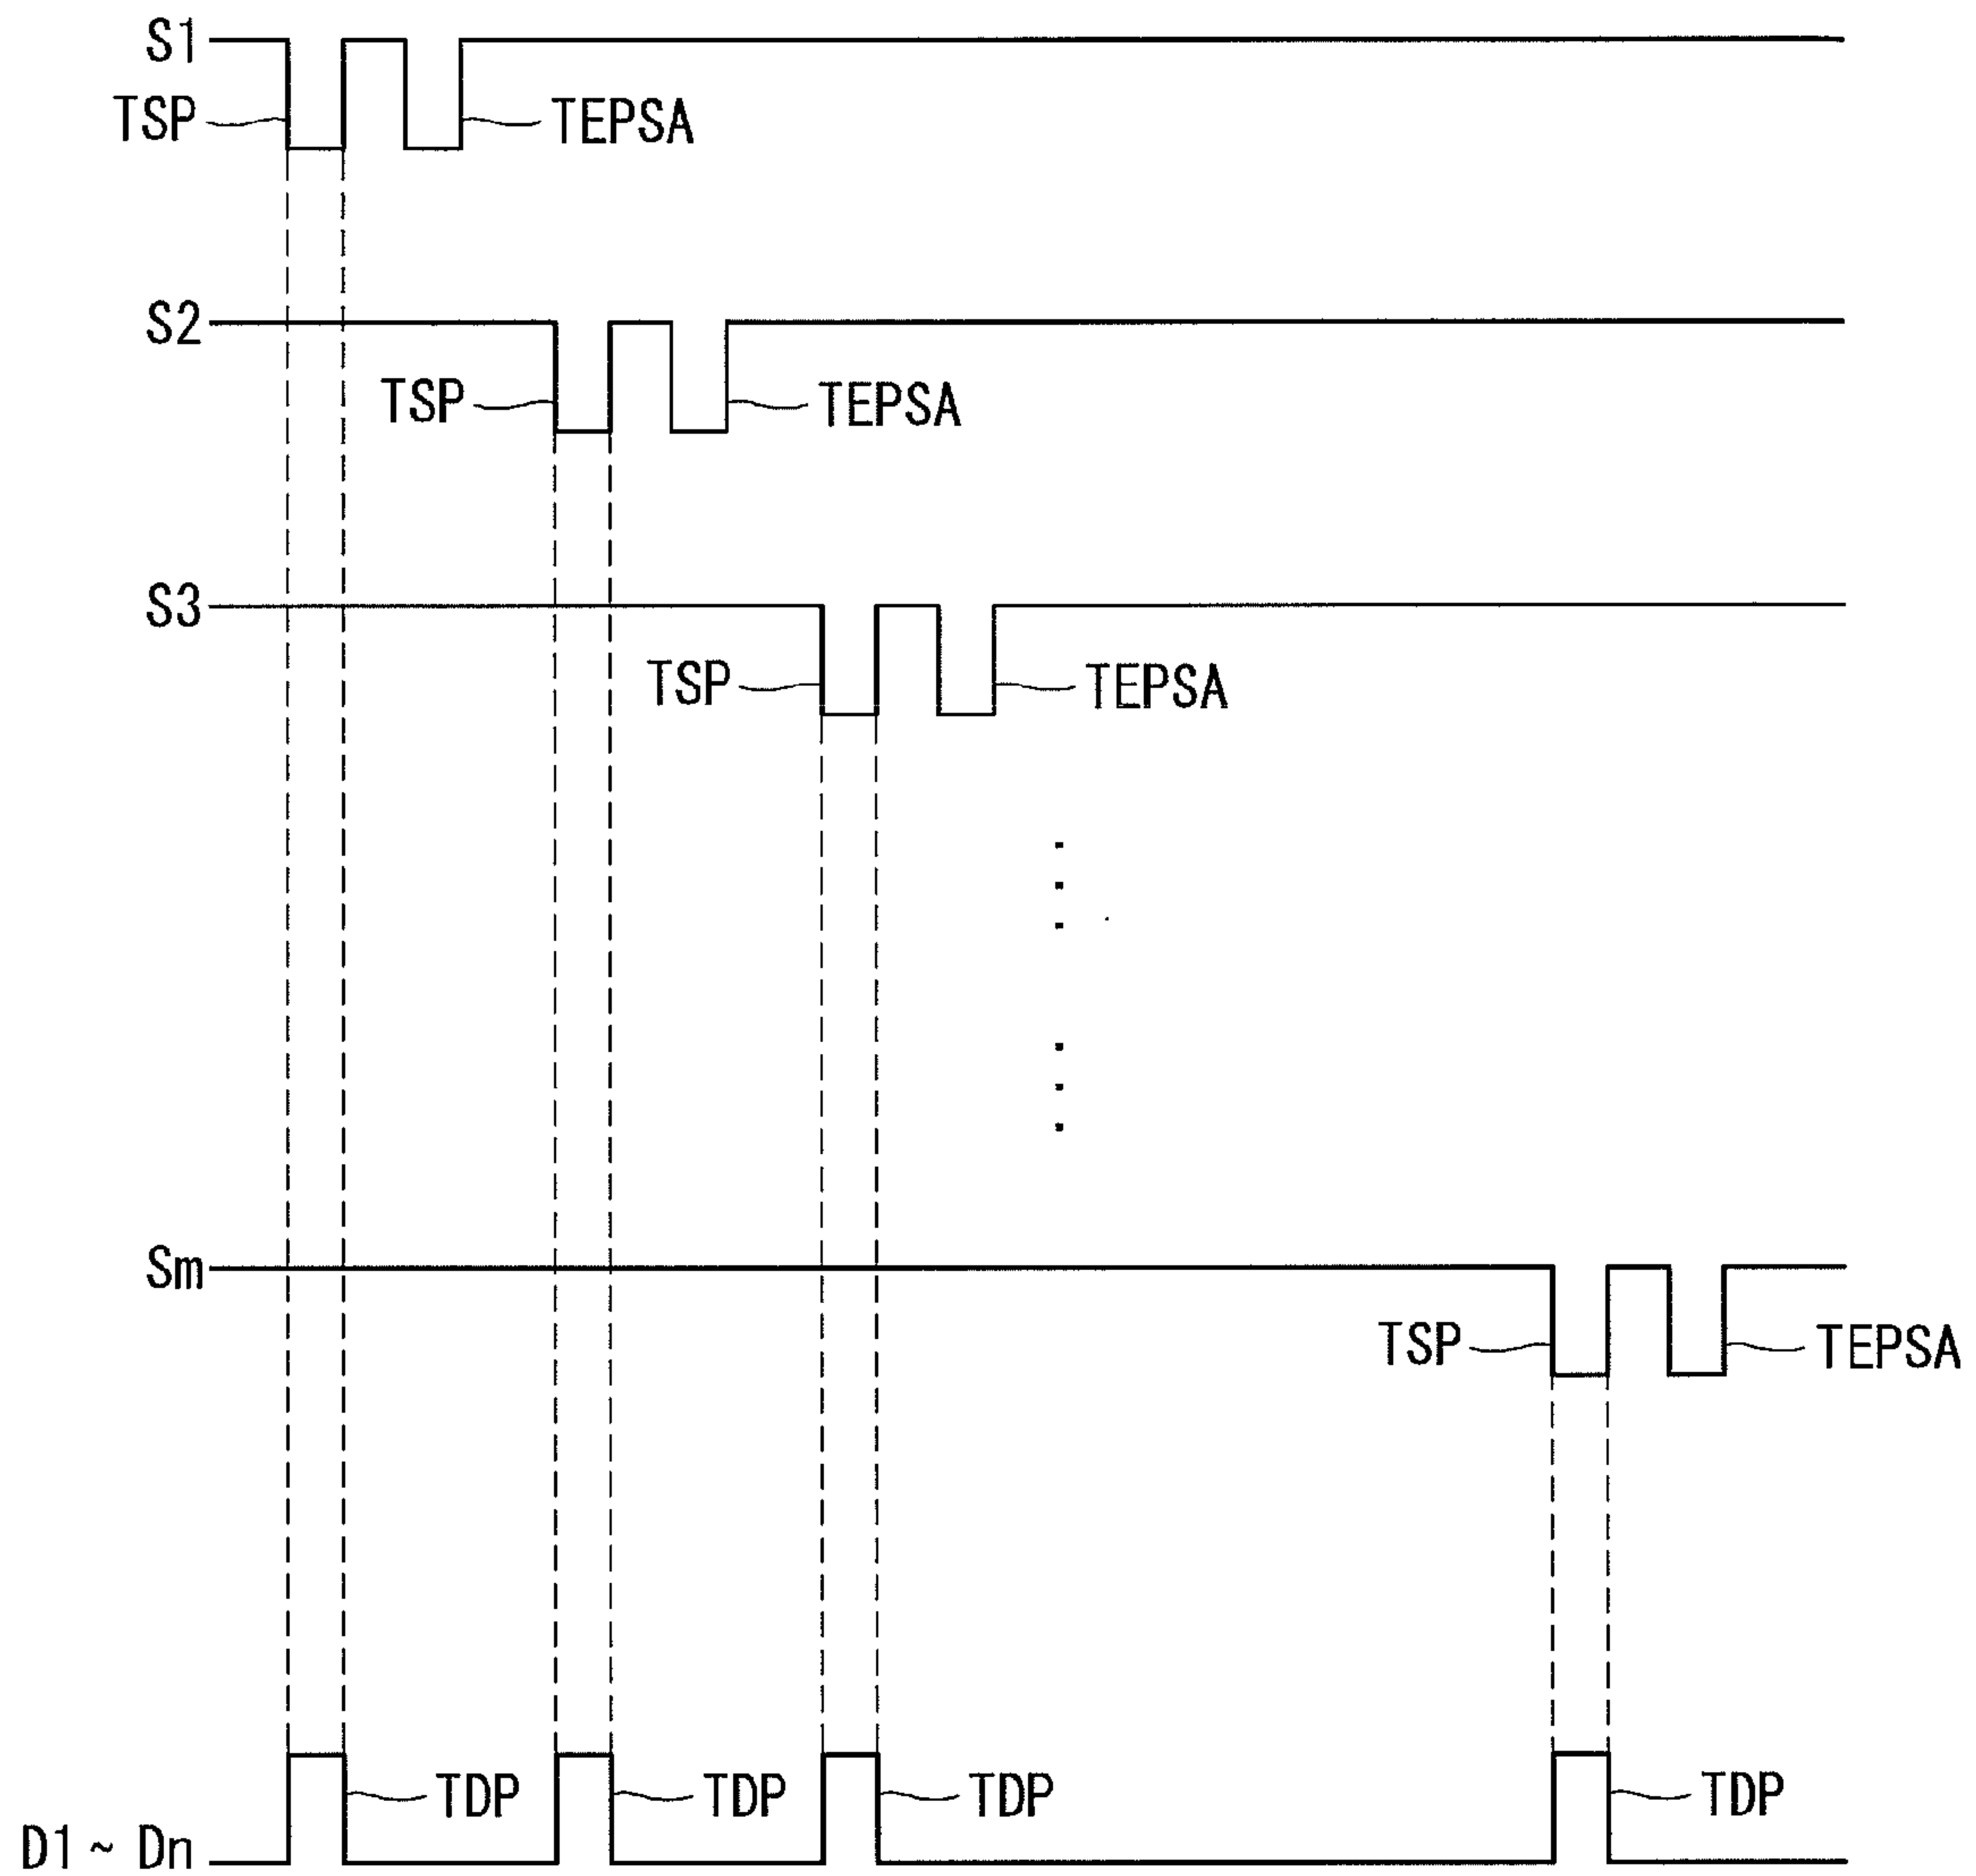 S1
TSP TEPSA
S2
TSP TEPSA
S3
TSP TEPSA
Sm
TSP TEPSA
TDP TDP TDP TDP
D1 ~ Dn